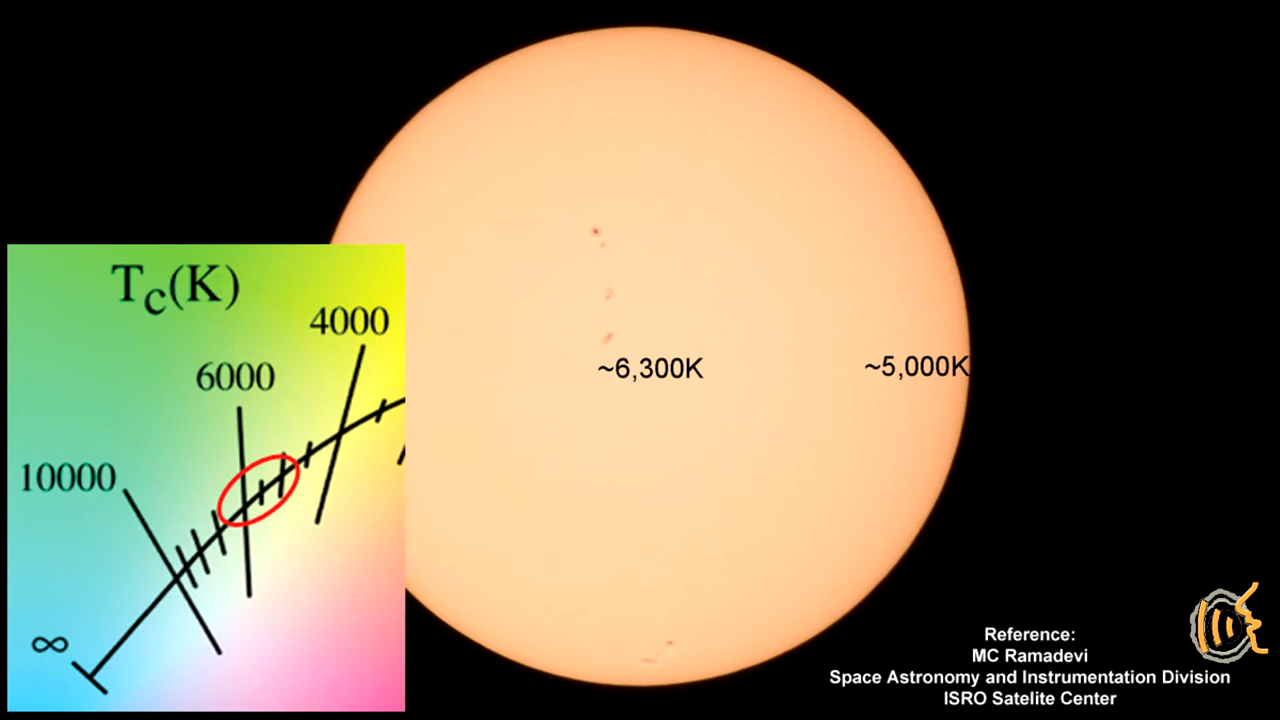 Tc(K)
4000
6000
10000
∞
~6,300K
~5,000K
Reference:
MC Ramadevi
Space Astronomy and Instrumentation Division
ISRO Satelite Center